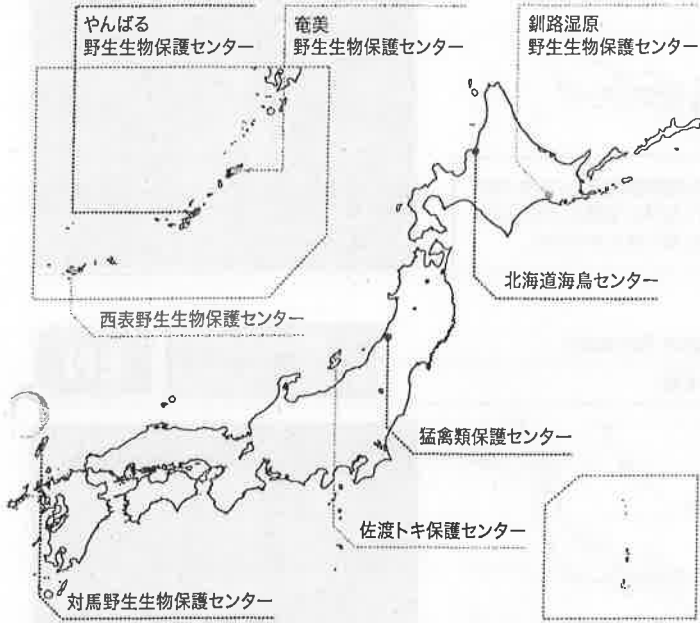 やんばる
野生生物保護センター
奄美
野生生物保護センター
釧路湿原
野生生物保護センター
北海道海鳥センター
西表野生生物保護センター
猛禽類保護センター
佐渡トキ保護センター
対馬野生生物保護センター